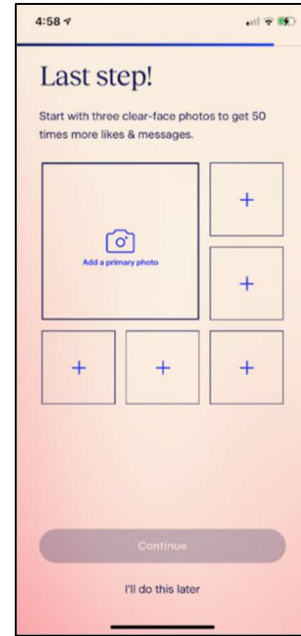 4:58
Last step!
Start with three clear-face photos to get 50
times more likes & messages.
Add a primary photo
Continue
I'll do this later